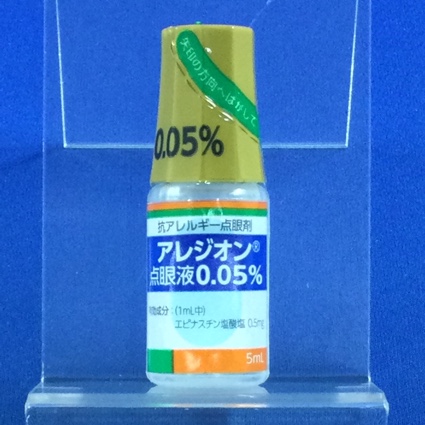 矢印の方向へはがして
0.05%
抗アレルギー点眼剤
アレジオン®
点眼液0.05%
有効成分:(1mL中)
エピナスチン塩酸塩 0.5mg
5mL